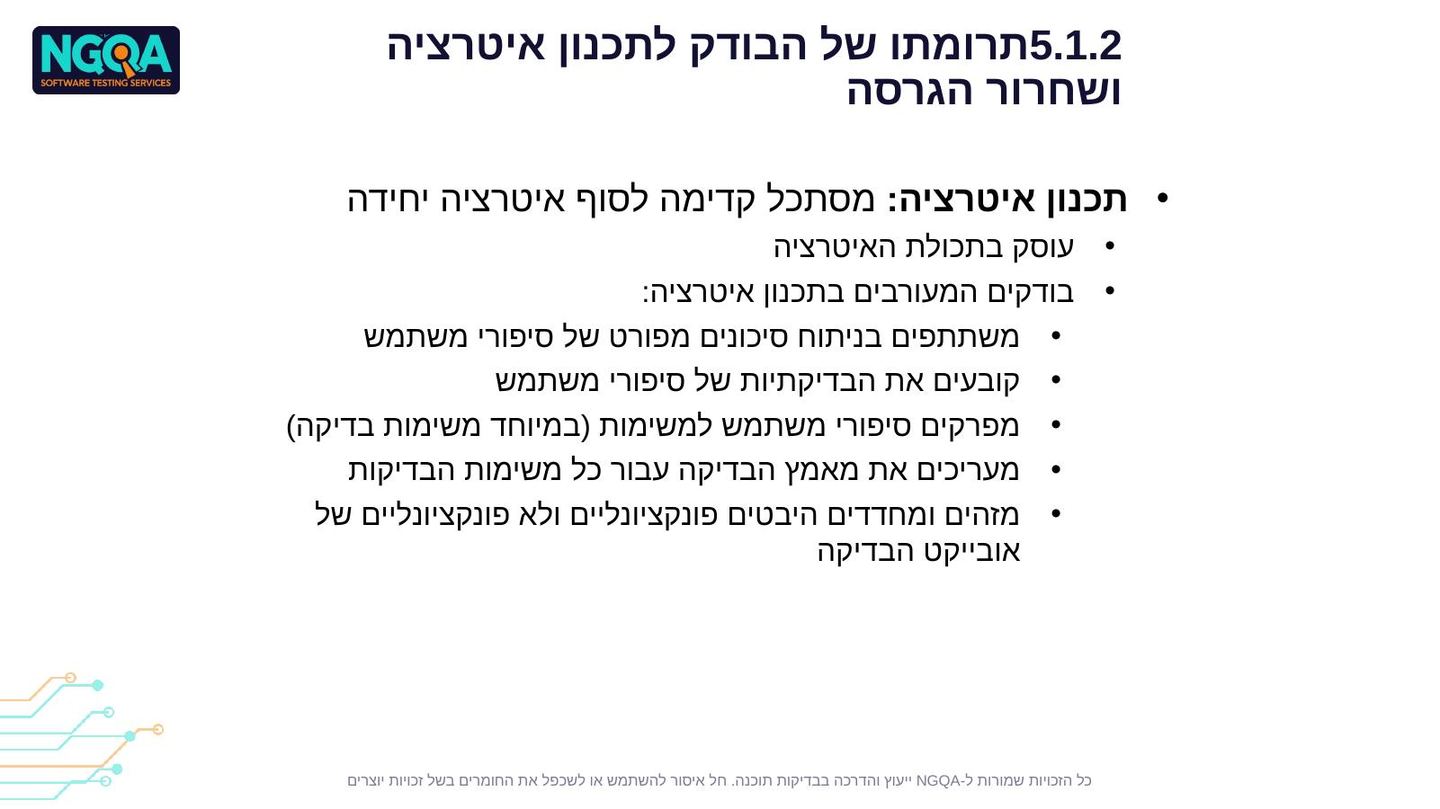 NGQA
SOFTWARE TESTING SERVICES
5.1.2תרומתו של הבודק לתכנון איטרציה
ושחרור הגרסה
• תכנון איטרציה: מסתכל קדימה לסוף איטרציה יחידה
• עוסק בתכולת האיטרציה
• בודקים המעורבים בתכנון איטרציה:
• משתתפים בניתוח סיכונים מפורט של סיפורי משתמש
• קובעים את הבדיקתיות של סיפורי משתמש
• מפרקים סיפורי משתמש למשימות (במיוחד משימות בדיקה)
• מעריכים את מאמץ הבדיקה עבור כל משימות הבדיקות
• מזהים ומחדדים היבטים פונקציונליים ולא פונקציונליים של
אובייקט הבדיקה
כל הזכויות שמורות ל-NGQA ייעוץ והדרכה בבדיקות תוכנה. חל איסור להשתמש או לשכפל את החומרים בשל זכויות יוצרים